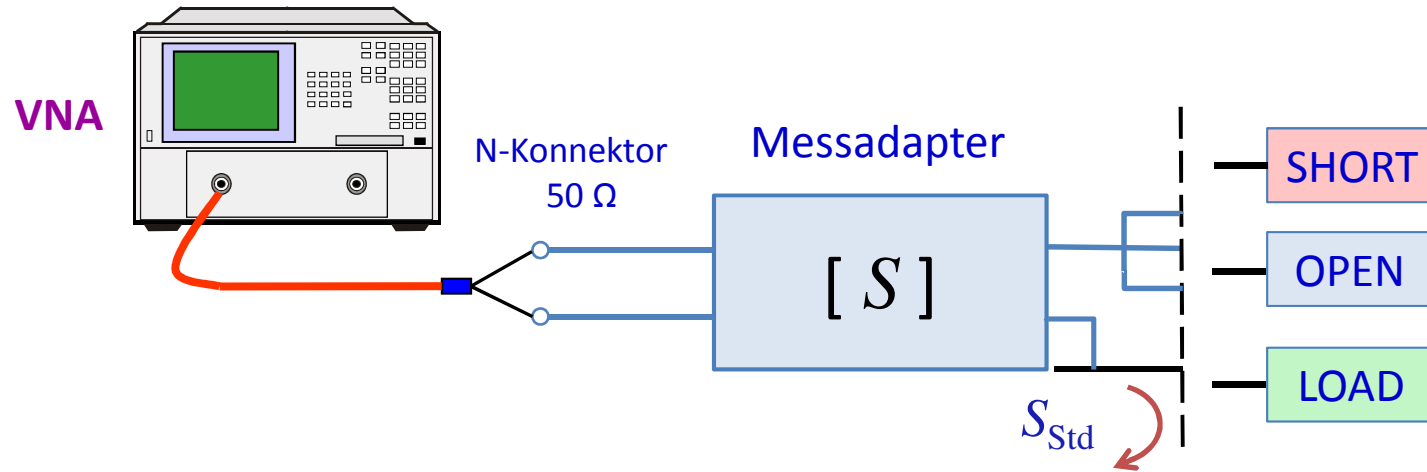 VNA
N-Konnektor
50 Ω
Messadapter
[ S ]
S_Std
SHORT
OPEN
LOAD